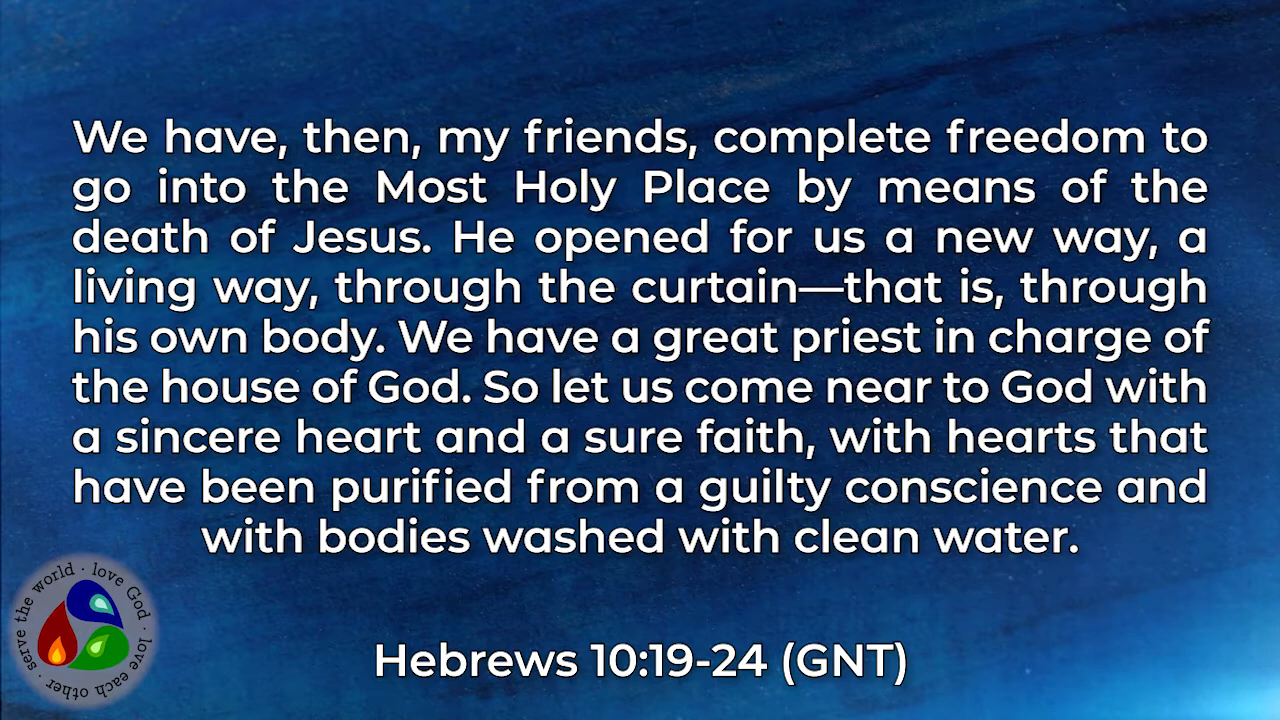 We have, then, my friends, complete freedom to
go into the Most Holy Place by means of the
death of Jesus. He opened for us a new way, a
living way, through the curtain—that is, through
his own body. We have a great priest in charge of
the house of God. So let us come near to God with
a sincere heart and a sure faith, with hearts that
have been purified from a guilty conscience and
with bodies washed with clean water.
love God · love each other · serve the world ·
Hebrews 10:19-24 (GNT)